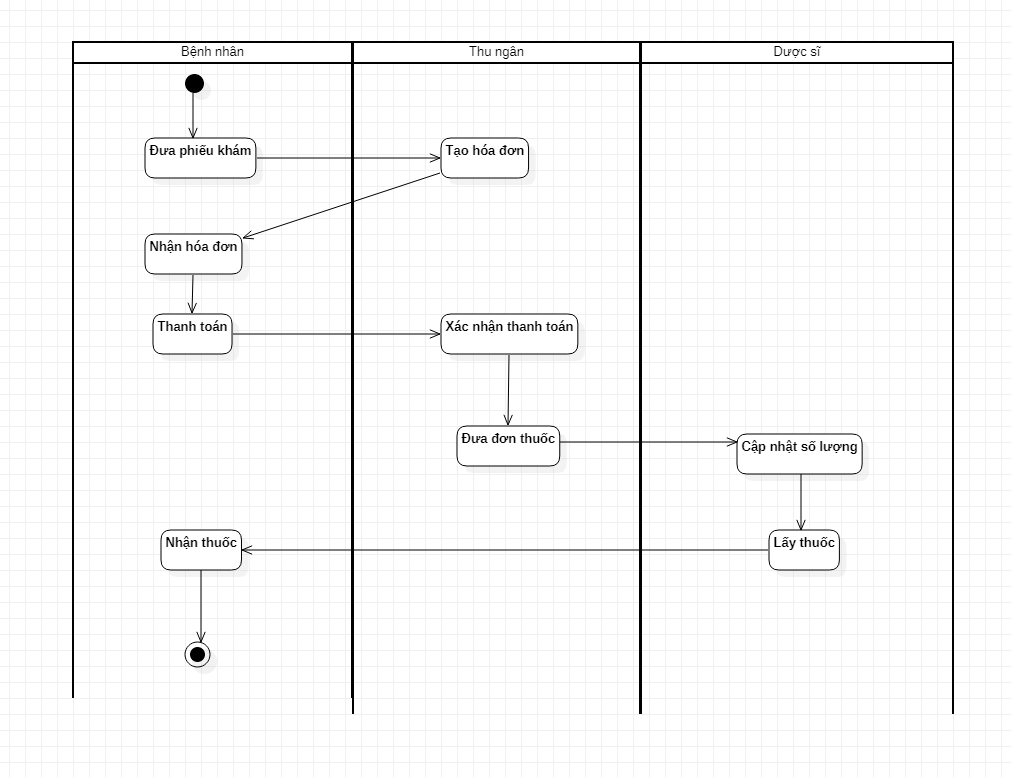 Bệnh nhân
Thu ngân
Dược sĩ
Đưa phiếu khám
Tạo hóa đơn
Nhận hóa đơn
Thanh toán
Xác nhận thanh toán
Đưa đơn thuốc
Cập nhật số lượng
Nhận thuốc
Lấy thuốc